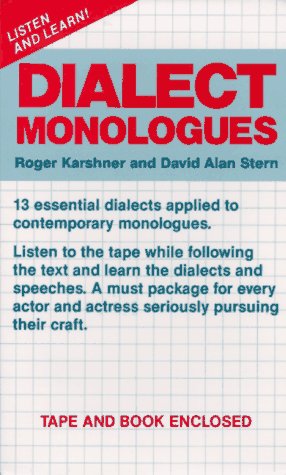 LISTEN
AND LEARN!
DIALECT
MONOLOGUES
Roger Karshner and David Alan Stern
13 essential dialects applied to
contemporary monologues.
Listen to the tape while following
the text and learn the dialects and
speeches. A must package for every
actor and actress seriously pursuing
their craft.
TAPE AND BOOK ENCLOSED